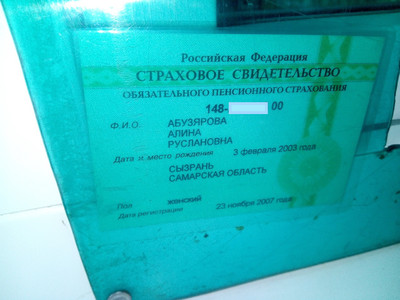 Российская Федерация
СТРАХОВОЕ СВИДЕТЕЛЬСТВО
ОБЯЗАТЕЛЬНОГО ПЕНСИОННОГО СТРАХОВАНИЯ
148- 00
Ф.И.О. АБУЗЯРОВА
АЛИНА
РУСЛАНОВНА
Дата и место рождения 3 февраля 2003 года
СЫЗРАНЬ
САМАРСКАЯ ОБЛАСТЬ
Пол женский
Дата регистрации 23 ноября 2007 года